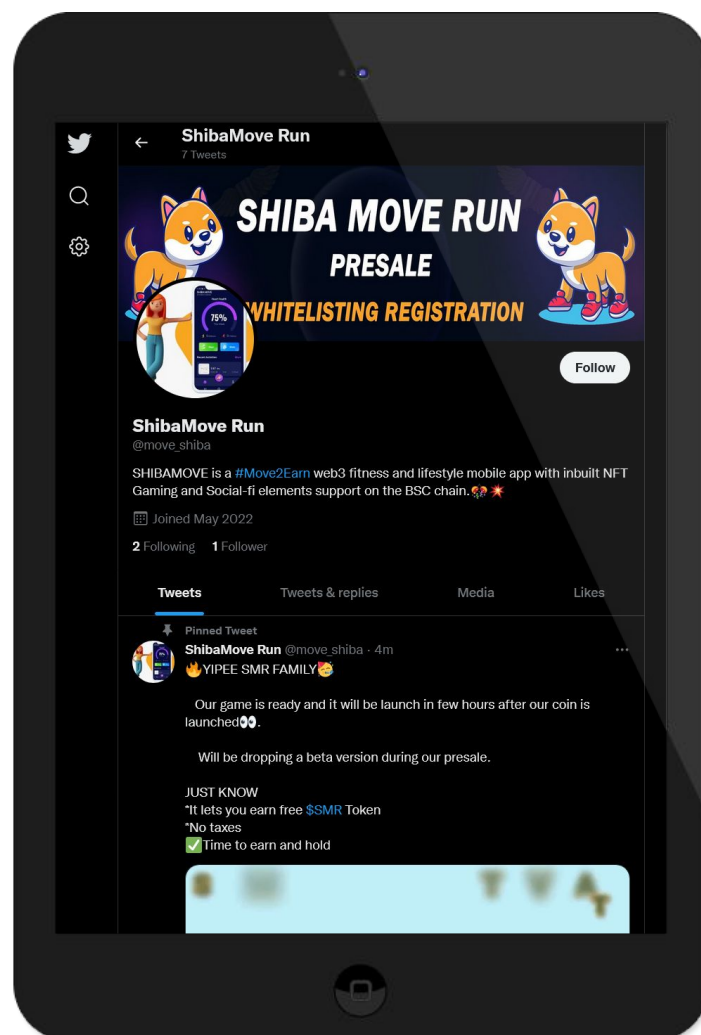 ShibaMove Run
7 Tweets
SHIBA MOVE RUN
PRESALE
WHITELISTING REGISTRATION
75%
Follow
ShibaMove Run
@move_shiba
SHIBAMOVE is a #Move2Earn web3 fitness and lifestyle mobile app with inbuilt NFT
Gaming and Social-fi elements support on the BSC chain.
Joined May 2022
2 Following 1 Follower
Tweets Tweets & replies Media Likes
Pinned Tweet
ShibaMove Run @move_shiba · 4m
🔥YIPEE SMR FAMILY🥳
Our game is ready and it will be launch in few hours after our coin is
launched👀.
Will be dropping a beta version during our presale.
JUST KNOW
*It lets you earn free $SMR Token
*No taxes
✅Time to earn and hold